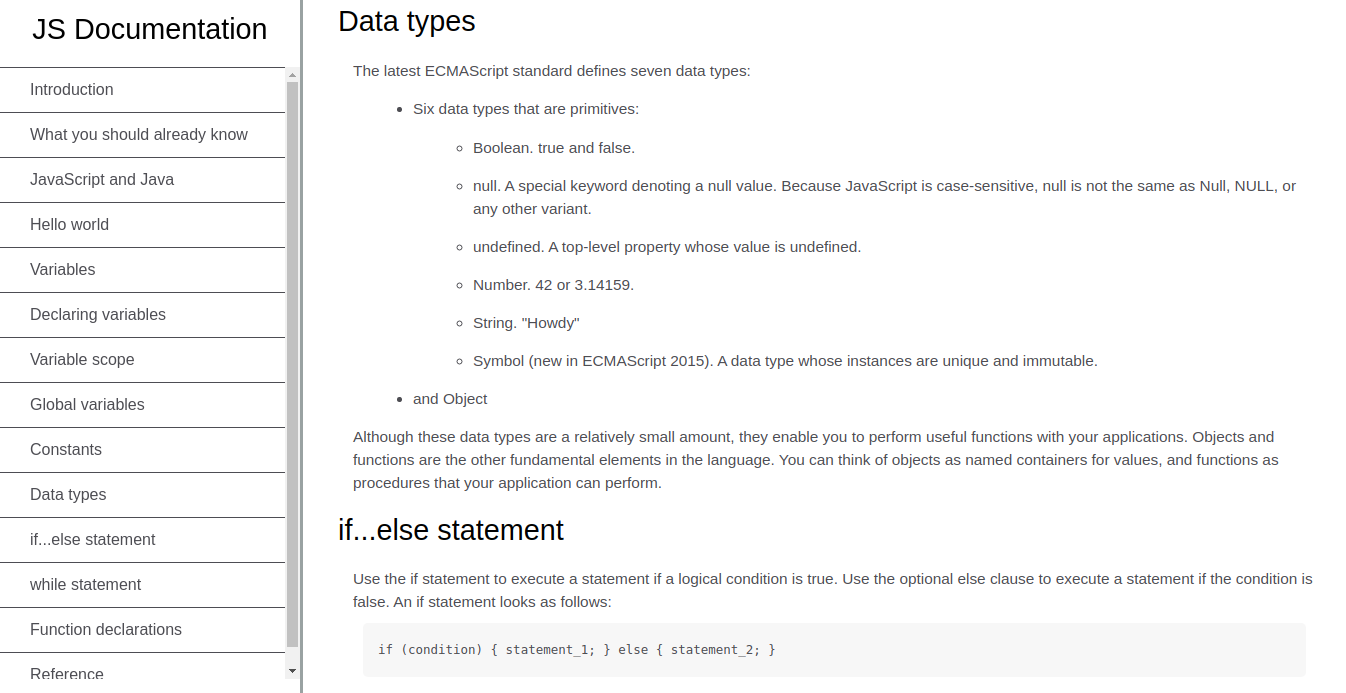 JS Documentation
Introduction
What you should already know
JavaScript and Java
Hello world
Variables
Declaring variables
Variable scope
Global variables
Constants
Data types
if...else statement
while statement
Function declarations
Reference
Data types
The latest ECMAScript standard defines seven data types:
Six data types that are primitives:
Boolean. true and false.
null. A special keyword denoting a null value. Because JavaScript is case-sensitive, null is not the same as Null, NULL, or
any other variant.
undefined. A top-level property whose value is undefined.
Number. 42 or 3.14159.
String. "Howdy"
Symbol (new in ECMAScript 2015). A data type whose instances are unique and immutable.
and Object
Although these data types are a relatively small amount, they enable you to perform useful functions with your applications. Objects and
functions are the other fundamental elements in the language. You can think of objects as named containers for values, and functions as
procedures that your application can perform.
if...else statement
Use the if statement to execute a statement if a logical condition is true. Use the optional else clause to execute a statement if the condition is
false. An if statement looks as follows:
if (condition) { statement_1; } else { statement_2; }